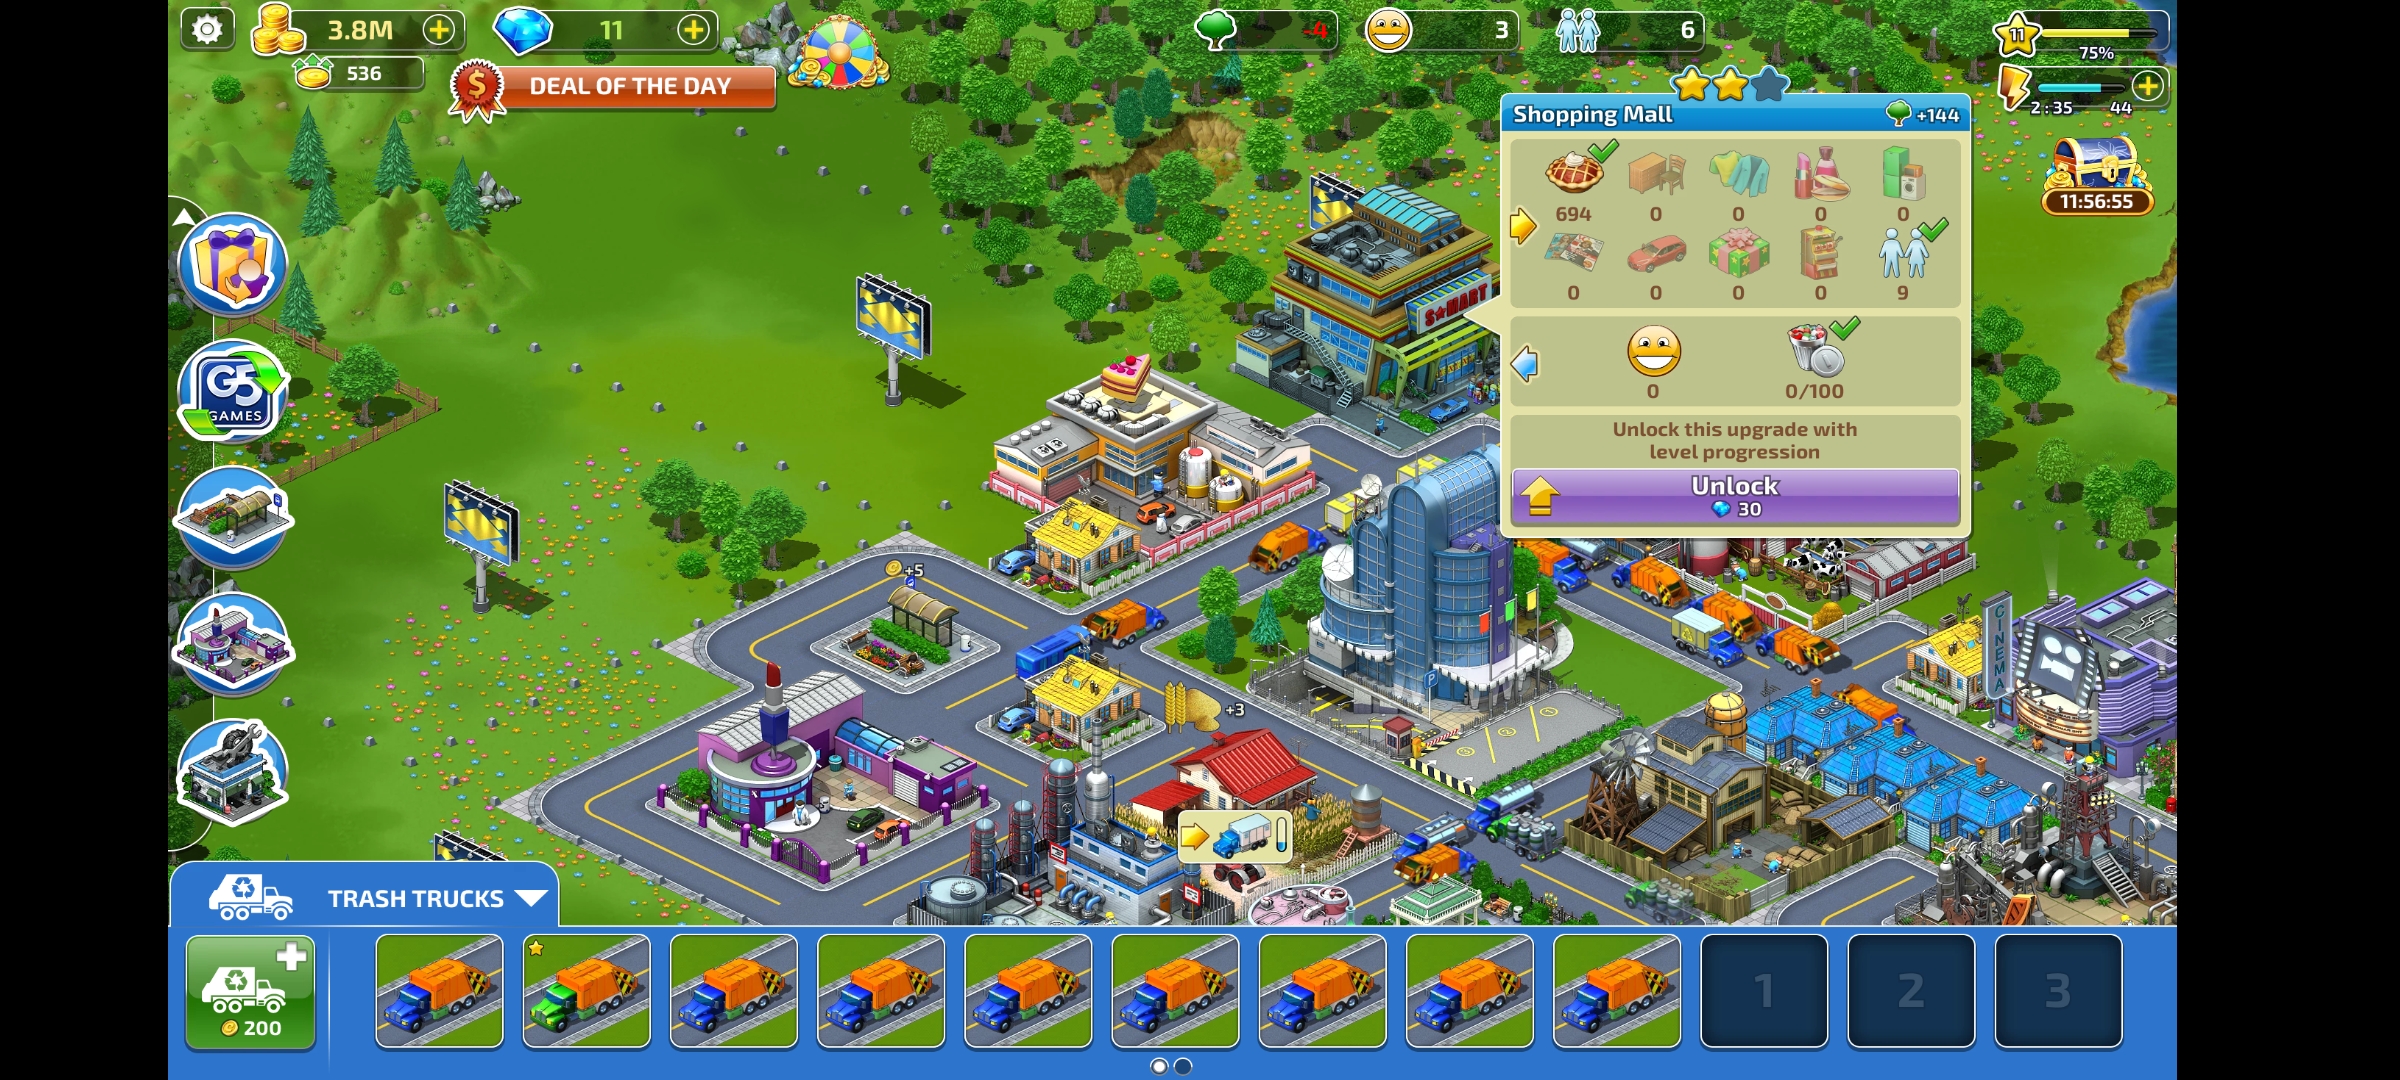 3.8M
11
-4
3
6
11
75%
536
DEAL OF THE DAY
2:35
44
Shopping Mall
+144
694
0
0
0
0
0
0
0
0
9
0
0/100
Unlock this upgrade with
level progression
Unlock
30
11:56:55
G5
GAMES
S★MART
+5
+3
P
CINEMA
TRASH TRUCKS
200
1
2
3